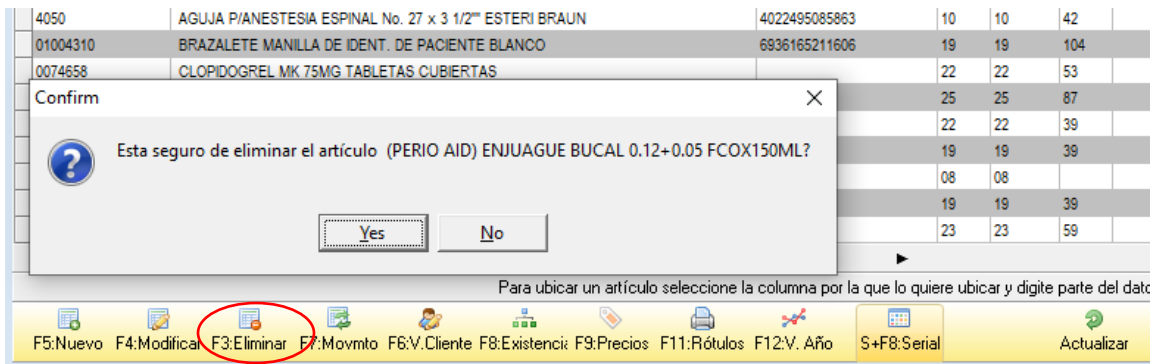 4050 AGUJA P/ANESTESIA ESPINAL No. 27 x 3 1/2"" ESTERI BRAUN 4022495085863 10 10 42
01004310 BRAZALETE MANILLA DE IDENT. DE PACIENTE BLANCO 6936165211606 19 19 104
0074658 CLOPIDOGREL MK 75MG TABLETAS CUBIERTAS 22 22 53
Confirm
25 25 87
22 22 39
Esta seguro de eliminar el artículo (PERIO AID) ENJUAGUE BUCAL 0.12+0.05 FCOX150ML?
19 19 39
08 08
19 19 39
Yes No
23 23 59
Para ubicar un artículo seleccione la columna por la que lo quiere ubicar y digite parte del dato
F5:Nuevo F4:Modificar F3:Eliminar F7:Movmto F6:V.Cliente F8:Existencia F9:Precios F11:Rótulos F12:V. Año S+F8:Serial Actualizar